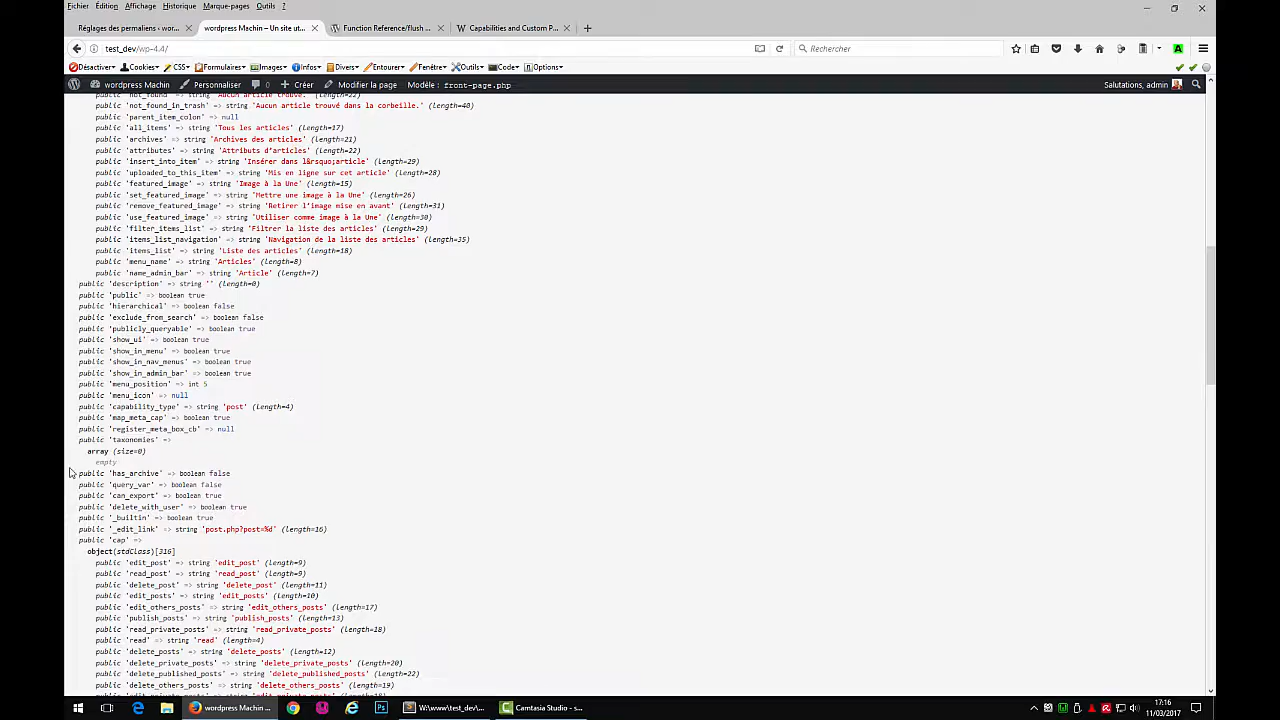 Fichier Édition Affichage Historique Marque-pages Outils ?
Réglages des permaliens ‹ wor... × wordpress Machin – Un site ut... × Function Reference/flush ... × Capabilities and Custom P... × +
test_dev/wp-4.4/ Rechercher
Désactiver Cookies CSS Formulaires Images Infos Divers Entourer Fenêtre Outils Code Options
wordpress Machin Personnaliser 0 Créer Modifier la page Modèle : front-page.php Salutations, admin
public 'not_found' => string 'Aucun article trouvé.' (length=22)
public 'not_found_in_trash' => string 'Aucun article trouvé dans la corbeille.' (length=40)
public 'parent_item_colon' => null
public 'all_items' => string 'Tous les articles' (length=17)
public 'archives' => string 'Archives des articles' (length=21)
public 'attributes' => string 'Attributs d’articles' (length=22)
public 'insert_into_item' => string 'Insérer dans l&rsquo;article' (length=29)
public 'uploaded_to_this_item' => string 'Mis en ligne sur cet article' (length=28)
public 'featured_image' => string 'Image à la Une' (length=15)
public 'set_featured_image' => string 'Mettre une image à la Une' (length=26)
public 'remove_featured_image' => string 'Retirer l’image mise en avant' (length=31)
public 'use_featured_image' => string 'Utiliser comme image à la Une' (length=30)
public 'filter_items_list' => string 'Filtrer la liste des articles' (length=29)
public 'items_list_navigation' => string 'Navigation de la liste des articles' (length=35)
public 'items_list' => string 'Liste des articles' (length=18)
public 'menu_name' => string 'Articles' (length=8)
public 'name_admin_bar' => string 'Article' (length=7)
public 'description' => string '' (length=0)
public 'public' => boolean true
public 'hierarchical' => boolean false
public 'exclude_from_search' => boolean false
public 'publicly_queryable' => boolean true
public 'show_ui' => boolean true
public 'show_in_menu' => boolean true
public 'show_in_nav_menus' => boolean true
public 'show_in_admin_bar' => boolean true
public 'menu_position' => int 5
public 'menu_icon' => null
public 'capability_type' => string 'post' (length=4)
public 'map_meta_cap' => boolean true
public 'register_meta_box_cb' => null
public 'taxonomies' =>
array (size=0)
empty
public 'has_archive' => boolean false
public 'query_var' => boolean false
public 'can_export' => boolean true
public 'delete_with_user' => boolean true
public '_builtin' => boolean true
public '_edit_link' => string 'post.php?post=%d' (length=16)
public 'cap' =>
object(stdClass)[316]
public 'edit_post' => string 'edit_post' (length=9)
public 'read_post' => string 'read_post' (length=9)
public 'delete_post' => string 'delete_post' (length=11)
public 'edit_posts' => string 'edit_posts' (length=10)
public 'edit_others_posts' => string 'edit_others_posts' (length=17)
public 'publish_posts' => string 'publish_posts' (length=13)
public 'read_private_posts' => string 'read_private_posts' (length=18)
public 'read' => string 'read' (length=4)
public 'delete_posts' => string 'delete_posts' (length=12)
public 'delete_private_posts' => string 'delete_private_posts' (length=20)
public 'delete_published_posts' => string 'delete_published_posts' (length=22)
public 'delete_others_posts' => string 'delete_others_posts' (length=19)
public 'edit_private_posts' => string 'edit_private_posts' (length=18)
wordpress Machin ... W:\www\test_dev\... Camtasia Studio - s... 17:16
11/03/2017